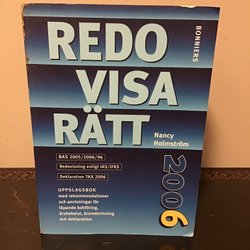 BONNIERS
REDO
VISA
RÄTT
Nancy
Holmström
2006
BAS 2005/2006/96
Redovisning enligt IAS/IFRS
Deklaration TAX 2006
UPPSLAGSBOK
med rekommendationer
och anvisningar för
löpande bokföring,
årsbokslut, årsredovisning
och deklaration.